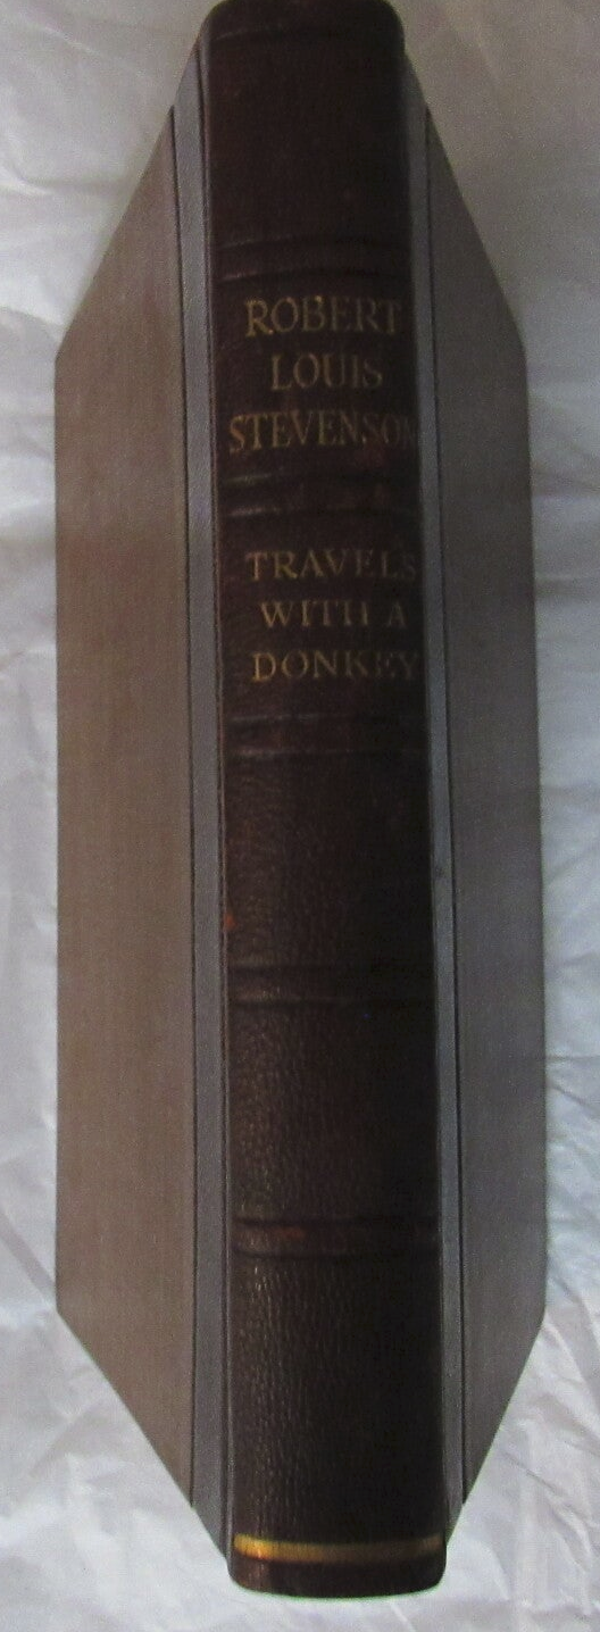 ROBERT
LOUIS
STEVENSON
TRAVELS
WITH A
DONKEY